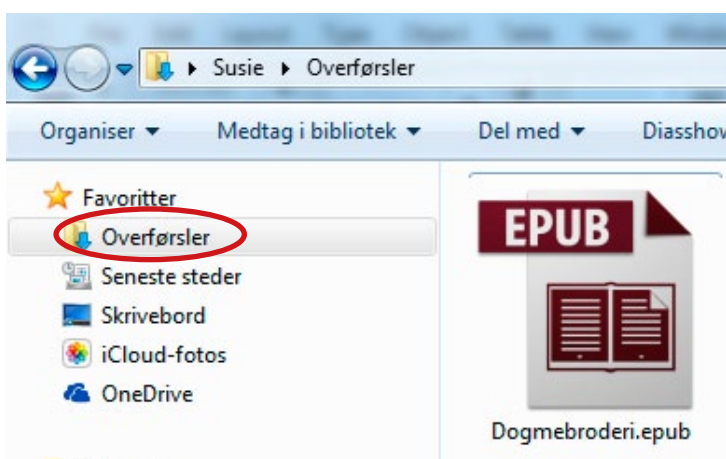 Susie Overførsler
Organiser Medtag i bibliotek Del med Diasshow
Favoritter
Overførsler
Seneste steder
Skrivebord
iCloud-fotos
OneDrive
EPUB
Dogmebroderi.epub